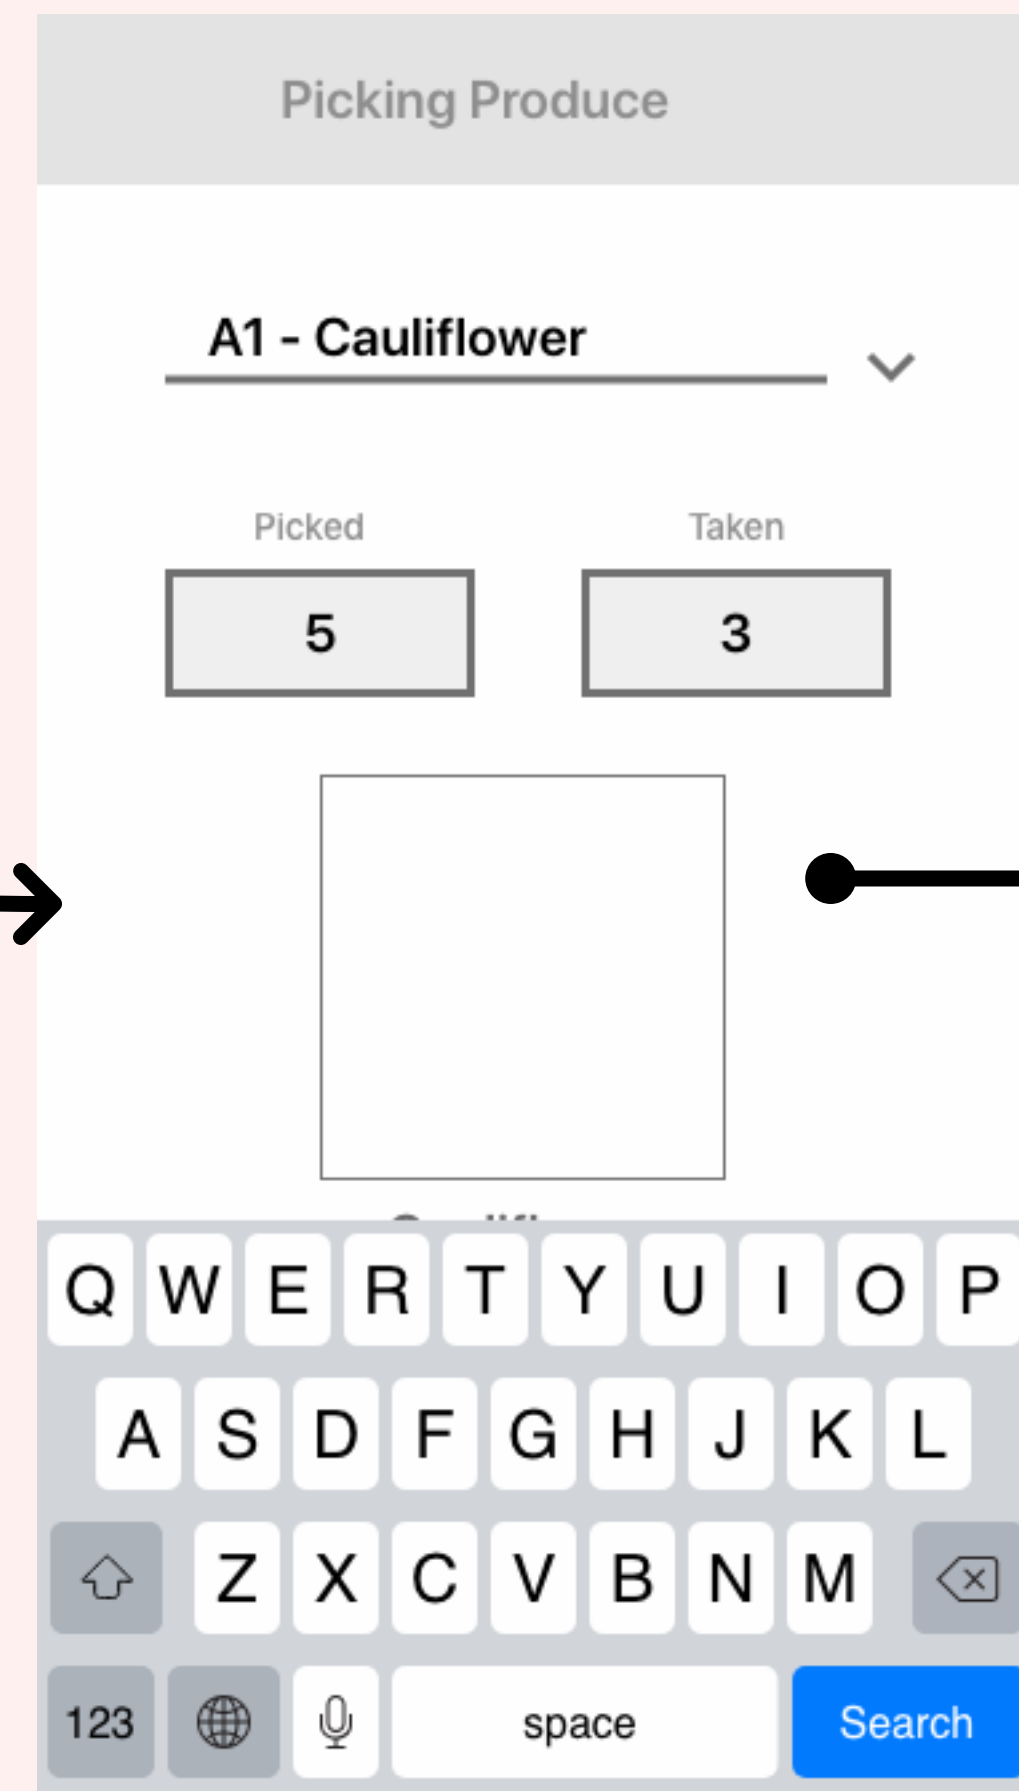 Picking Produce
A1 - Cauliflower
Picked Taken
5 3
Q W E R T Y U I O P
A S D F G H J K L
Z X C V B N M
123 space Search